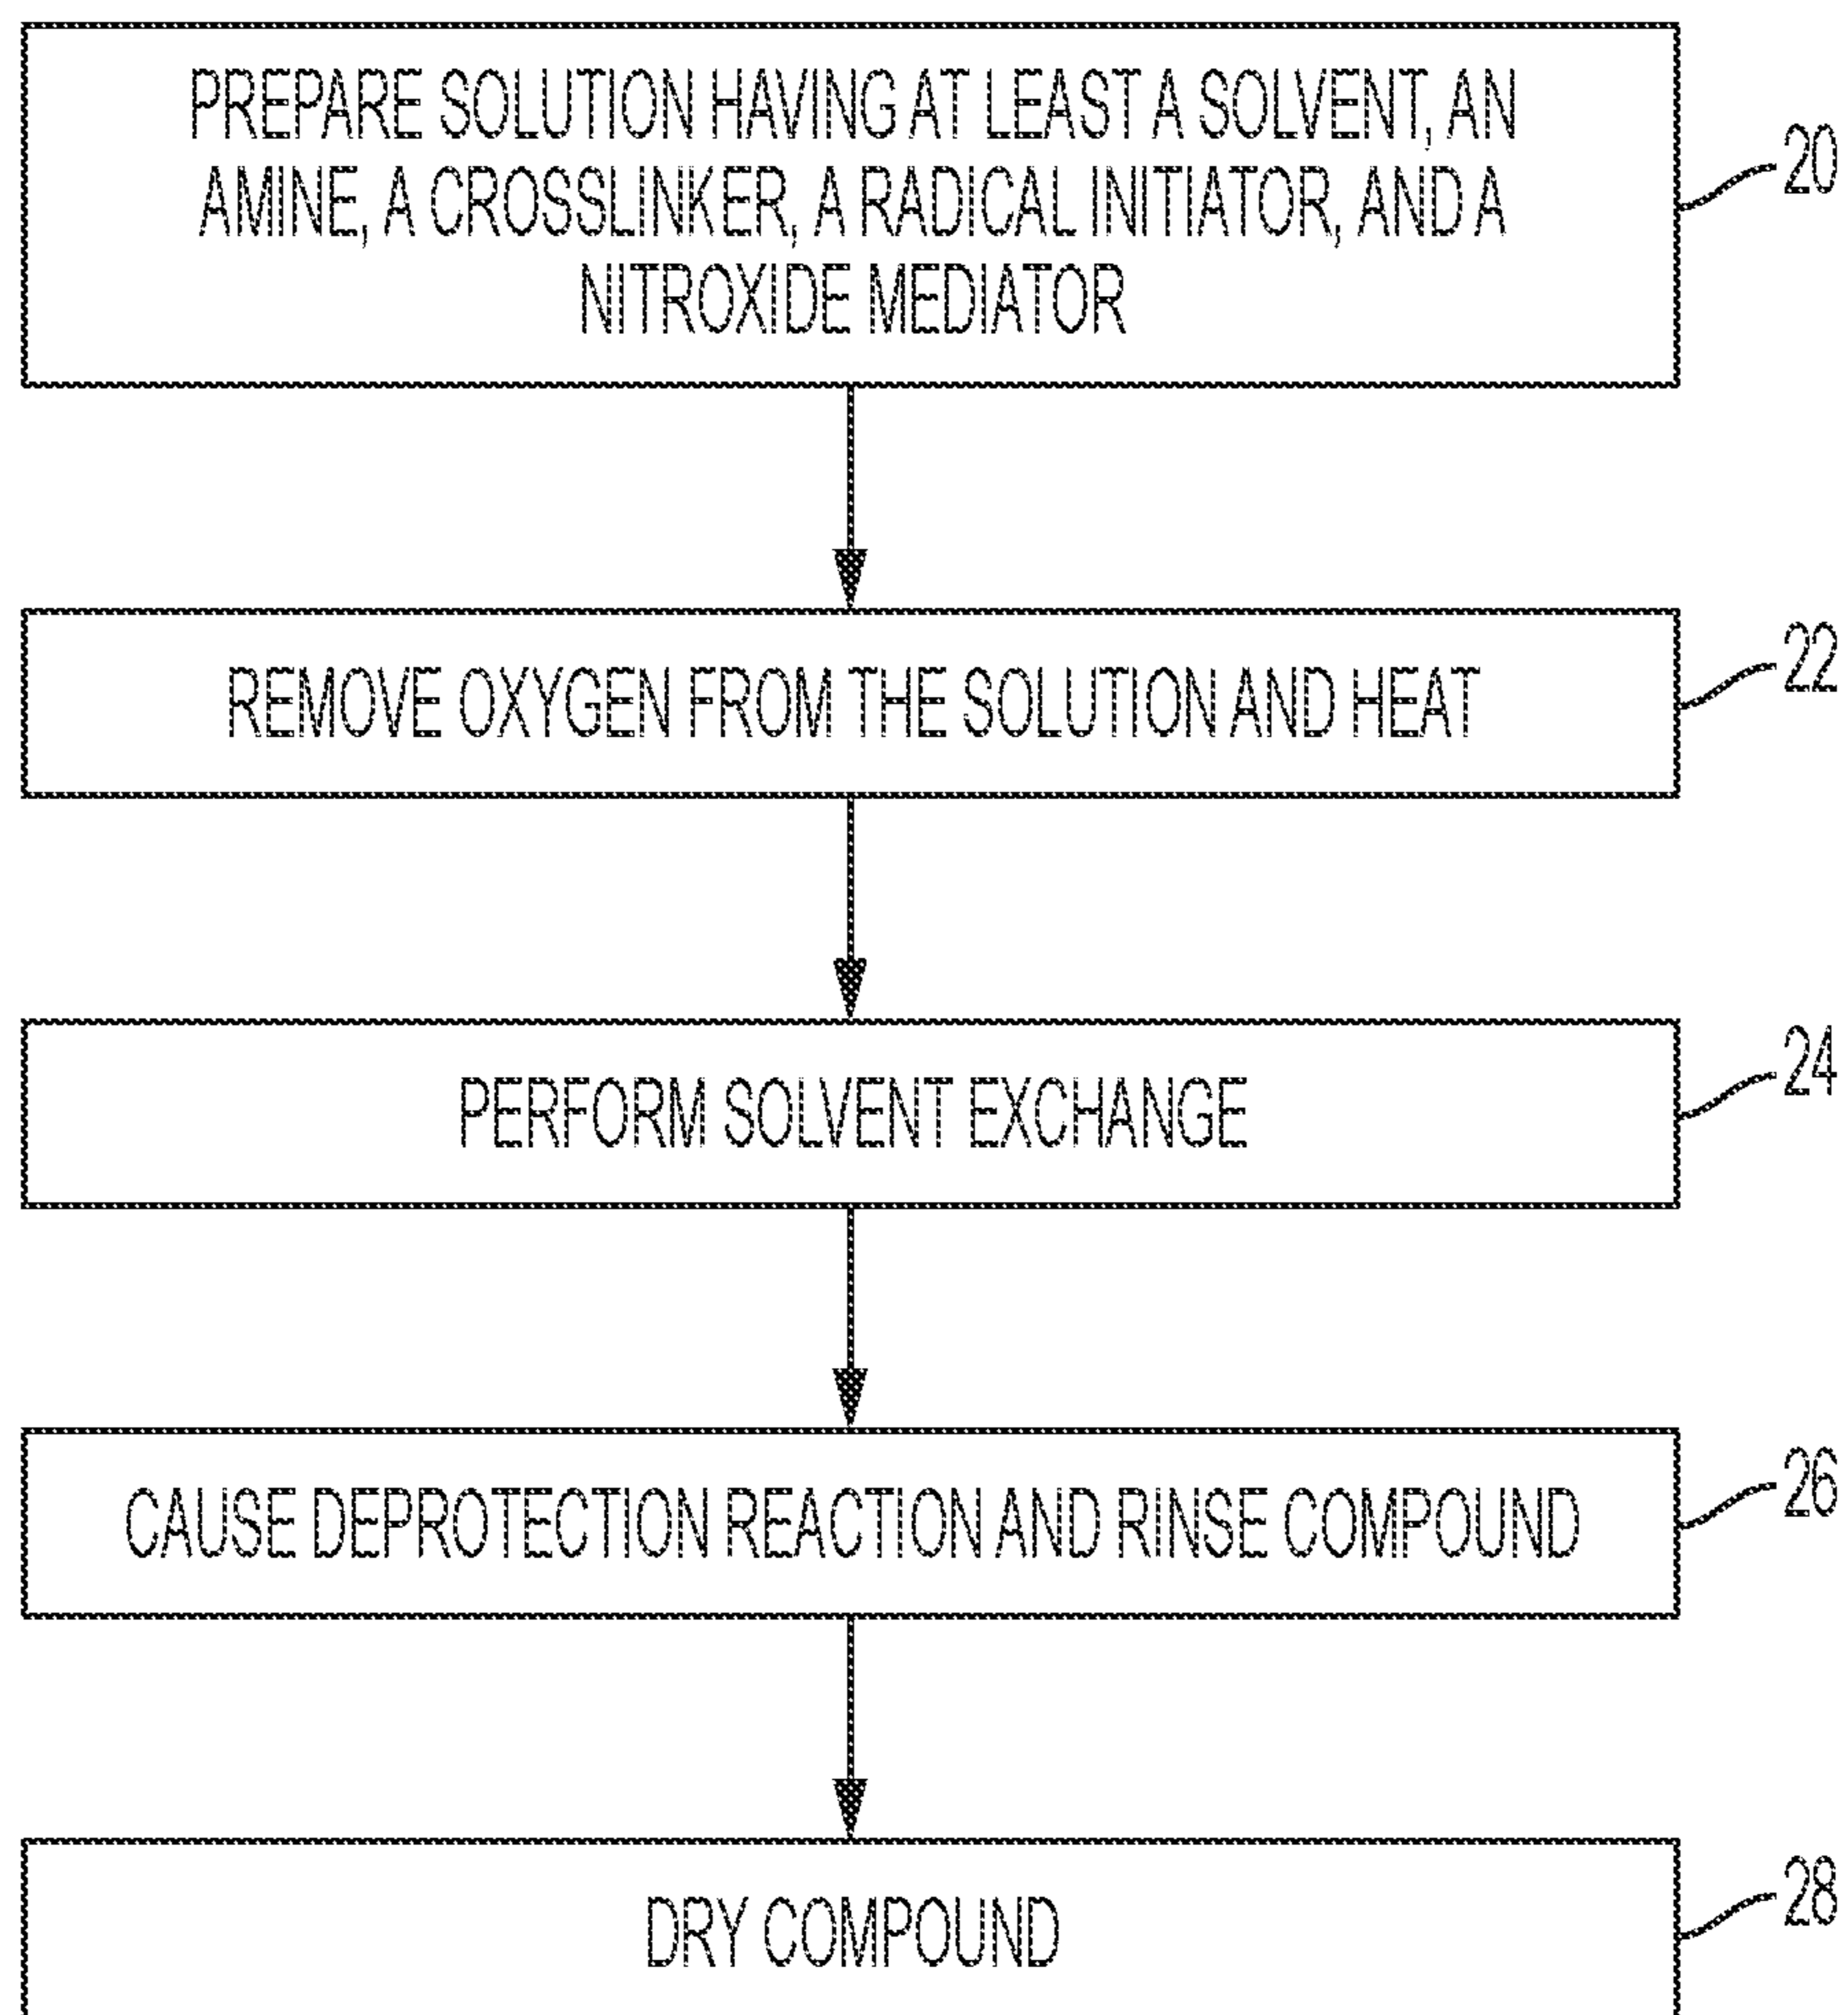 PREPARE SOLUTION HAVING AT LEAST A SOLVENT, AN
AMINE, A CROSSLINKER, A RADICAL INITIATOR, AND A
NITROXIDE MEDIATOR
20
REMOVE OXYGEN FROM THE SOLUTION AND HEAT
22
PERFORM SOLVENT EXCHANGE
24
CAUSE DEPROTECTION REACTION AND RINSE COMPOUND
26
DRY COMPOUND
28